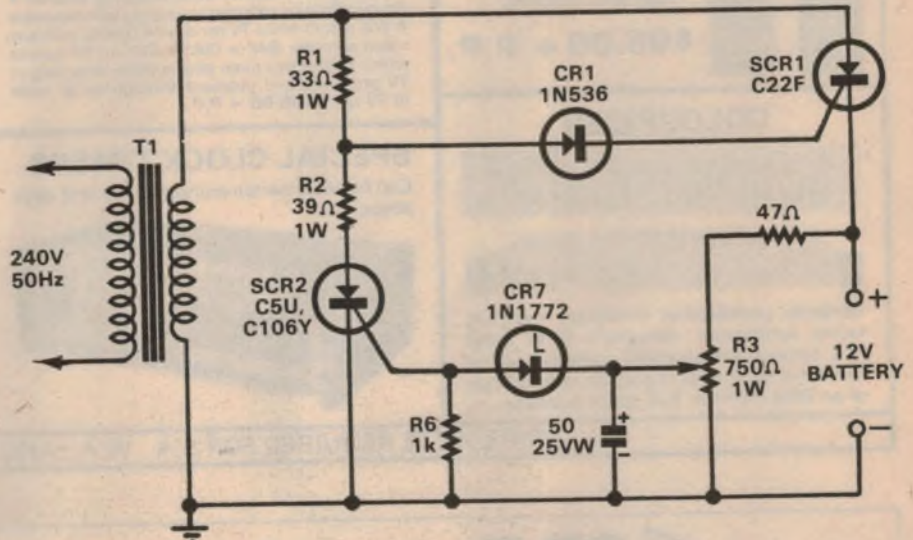 R1
33Ω
1W
CR1
1N536
SCR1
C22F
T1
R2
39Ω
1W
47Ω
240V
50Hz
SCR2
C5U,
C106Y
CR7
1N1772
L
R3
750Ω
1W
+
12V
BATTERY
−
R6
1k
50
25VW
+
−